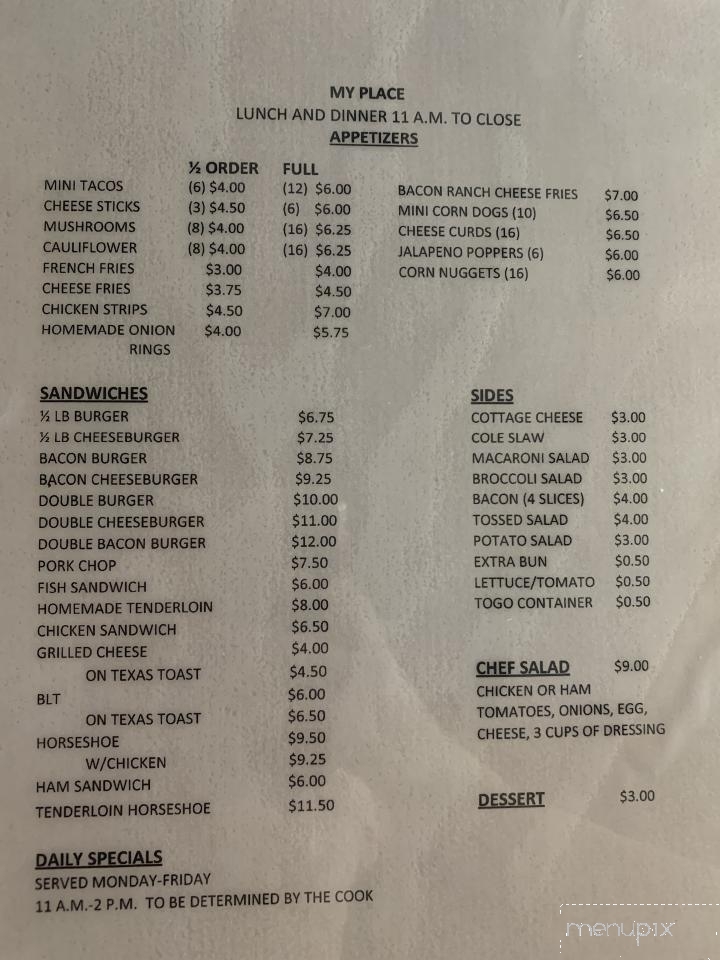 MY PLACE
LUNCH AND DINNER 11 A.M. TO CLOSE
APPETIZERS
½ ORDER FULL
MINI TACOS (6) $4.00 (12) $6.00
CHEESE STICKS (3) $4.50 (6) $6.00
MUSHROOMS (8) $4.00 (16) $6.25
CAULIFLOWER (8) $4.00 (16) $6.25
FRENCH FRIES $3.00 $4.00
CHEESE FRIES $3.75 $4.50
CHICKEN STRIPS $4.50 $7.00
HOMEMADE ONION $4.00 $5.75
RINGS
BACON RANCH CHEESE FRIES $7.00
MINI CORN DOGS (10) $6.50
CHEESE CURDS (16) $6.50
JALAPENO POPPERS (6) $6.00
CORN NUGGETS (16) $6.00
SANDWICHES
½ LB BURGER $6.75
½ LB CHEESEBURGER $7.25
BACON BURGER $8.75
BACON CHEESEBURGER $9.25
DOUBLE BURGER $10.00
DOUBLE CHEESEBURGER $11.00
DOUBLE BACON BURGER $12.00
PORK CHOP $7.50
FISH SANDWICH $6.00
HOMEMADE TENDERLOIN $8.00
CHICKEN SANDWICH $6.50
GRILLED CHEESE $4.00
ON TEXAS TOAST $4.50
BLT $6.00
ON TEXAS TOAST $6.50
HORSESHOE $9.50
W/CHICKEN $9.25
HAM SANDWICH $6.00
TENDERLOIN HORSESHOE $11.50
SIDES
COTTAGE CHEESE $3.00
COLE SLAW $3.00
MACARONI SALAD $3.00
BROCCOLI SALAD $3.00
BACON (4 SLICES) $4.00
TOSSED SALAD $4.00
POTATO SALAD $3.00
EXTRA BUN $0.50
LETTUCE/TOMATO $0.50
TOGO CONTAINER $0.50
CHEF SALAD $9.00
CHICKEN OR HAM
TOMATOES, ONIONS, EGG,
CHEESE, 3 CUPS OF DRESSING
DESSERT $3.00
DAILY SPECIALS
SERVED MONDAY-FRIDAY
11 A.M.-2 P.M. TO BE DETERMINED BY THE COOK
menupix